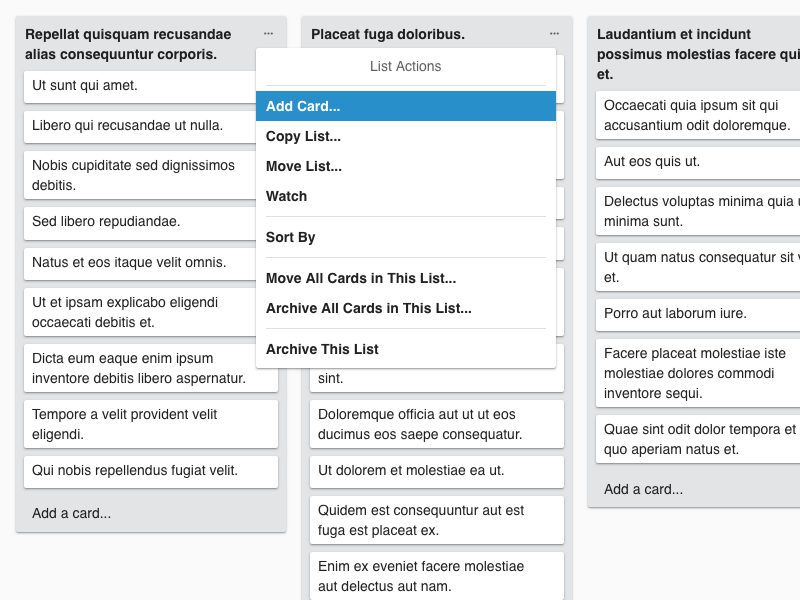 Repellat quisquam recusandae
alias consequuntur corporis.
Ut sunt qui amet.
Libero qui recusandae ut nulla.
Nobis cupiditate sed dignissimos
debitis.
Sed libero repudiandae.
Natus et eos itaque velit omnis.
Ut et ipsam explicabo eligendi
occaecati debitis et.
Dicta eum eaque enim ipsum
inventore debitis libero aspernatur.
Tempore a velit provident velit
eligendi.
Qui nobis repellendus fugiat velit.
Add a card...
Placeat fuga doloribus.
List Actions
Add Card...
Copy List...
Move List...
Watch
Sort By
Move All Cards in This List...
Archive All Cards in This List...
Archive This List
sint.
Doloremque officia aut ut ut eos
ducimus eos saepe consequatur.
Ut dolorem et molestiae ea ut.
Quidem est consequuntur aut est
fuga est placeat ex.
Enim ex eveniet facere molestiae
aut delectus aut nam.
Laudantium et incidunt
possimus molestias facere qui
et.
Occaecati quia ipsum sit qui
accusantium odit doloremque.
Aut eos quis ut.
Delectus voluptas minima quia
minima sunt.
Ut quam natus consequatur sit
et.
Porro aut laborum iure.
Facere placeat molestiae iste
molestiae dolores commodi
inventore sequi.
Quae sint odit dolor tempora et
quo aperiam natus et.
Add a card...